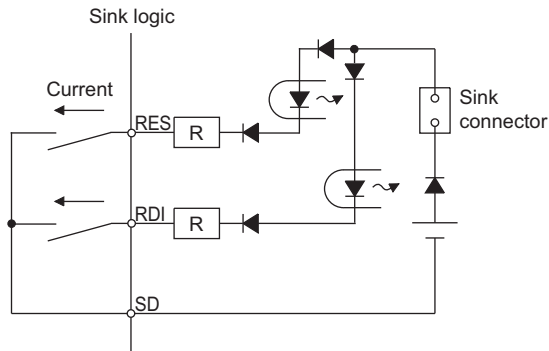 Sink logic
Current
RES
R
Sink
connector
RDI
R
SD